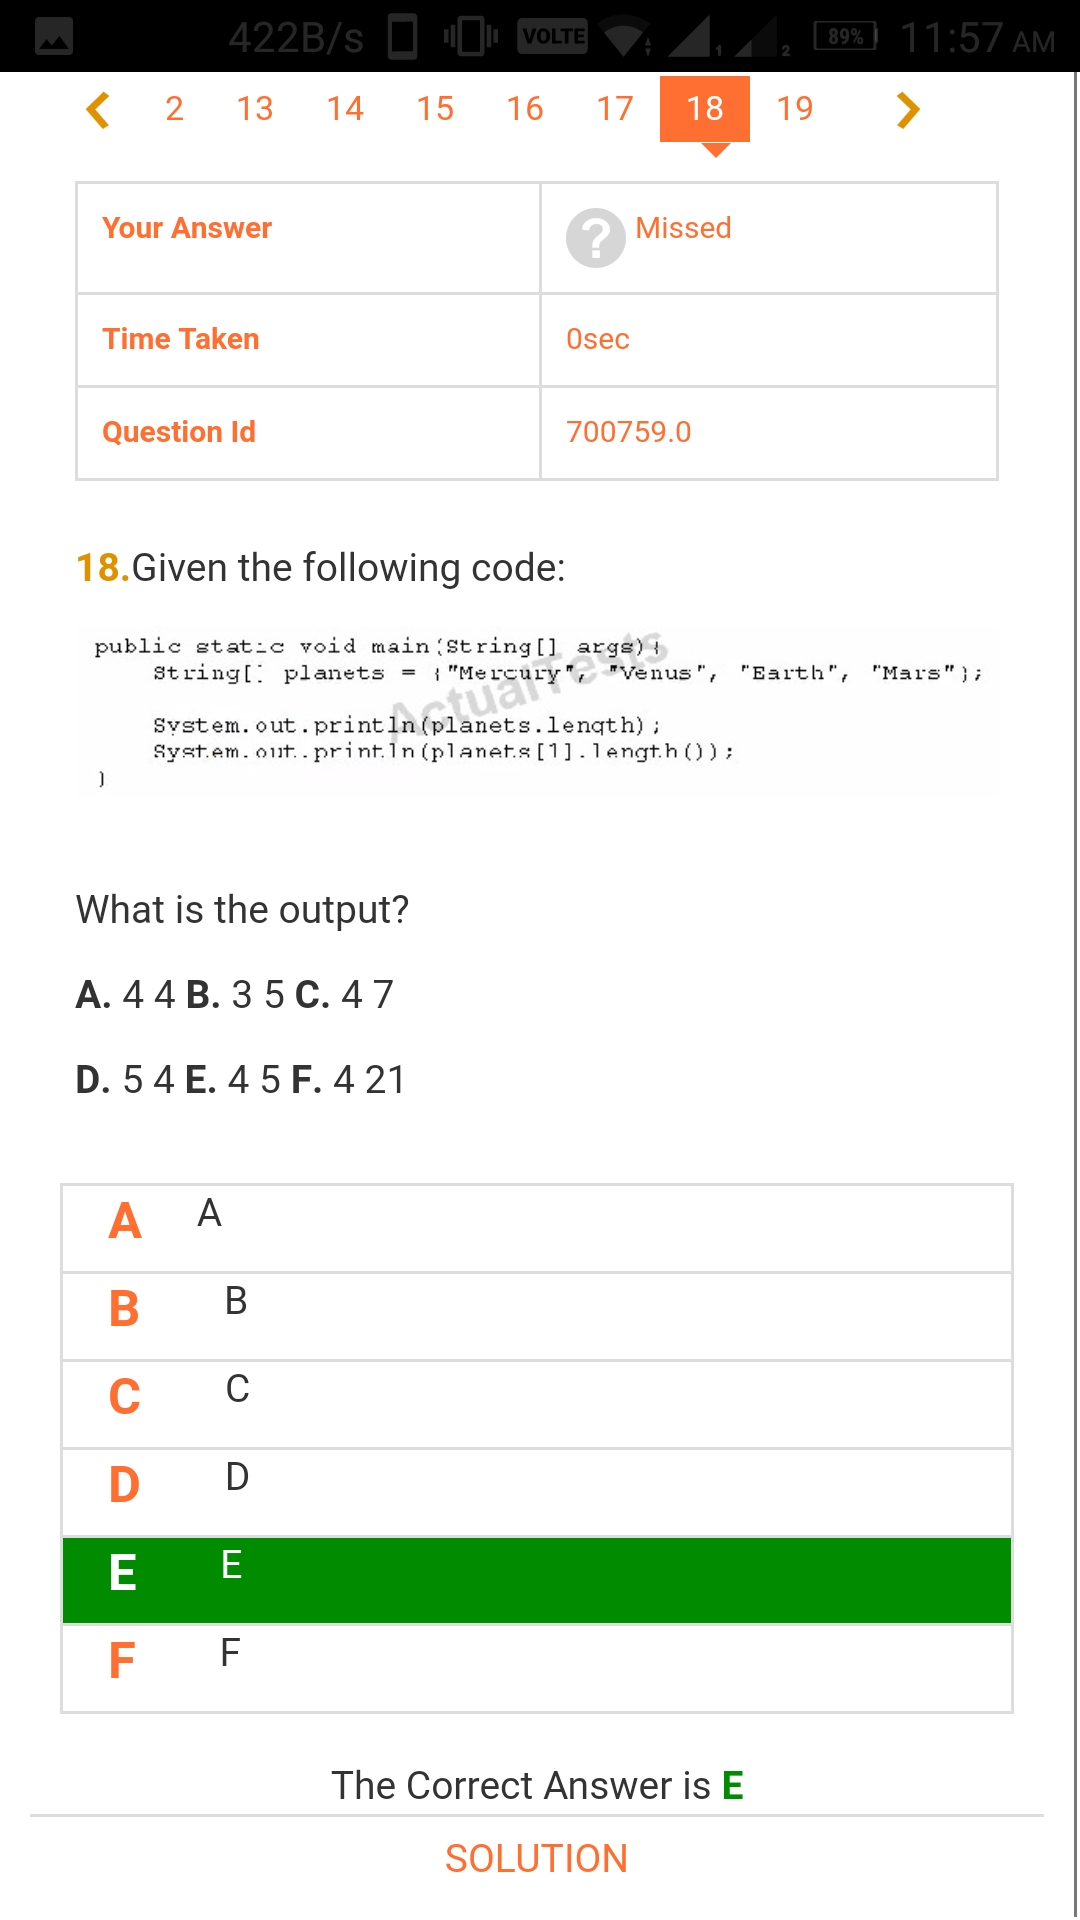 422B/s VOLTE 1 2 89% 11:57 AM
2 13 14 15 16 17 18 19
Your Answer ? Missed
Time Taken 0sec
Question Id 700759.0
18.Given the following code:
public static void main(String[] args){
String[] planets = {"Mercury", "Venus", "Earth", "Mars"};
System.out.println(planets.length);
System.out.println(planets[1].length());
}
ActualTests
What is the output?
A. 4 4 B. 3 5 C. 4 7
D. 5 4 E. 4 5 F. 4 21
A A
B B
C C
D D
E E
F F
The Correct Answer is E
SOLUTION